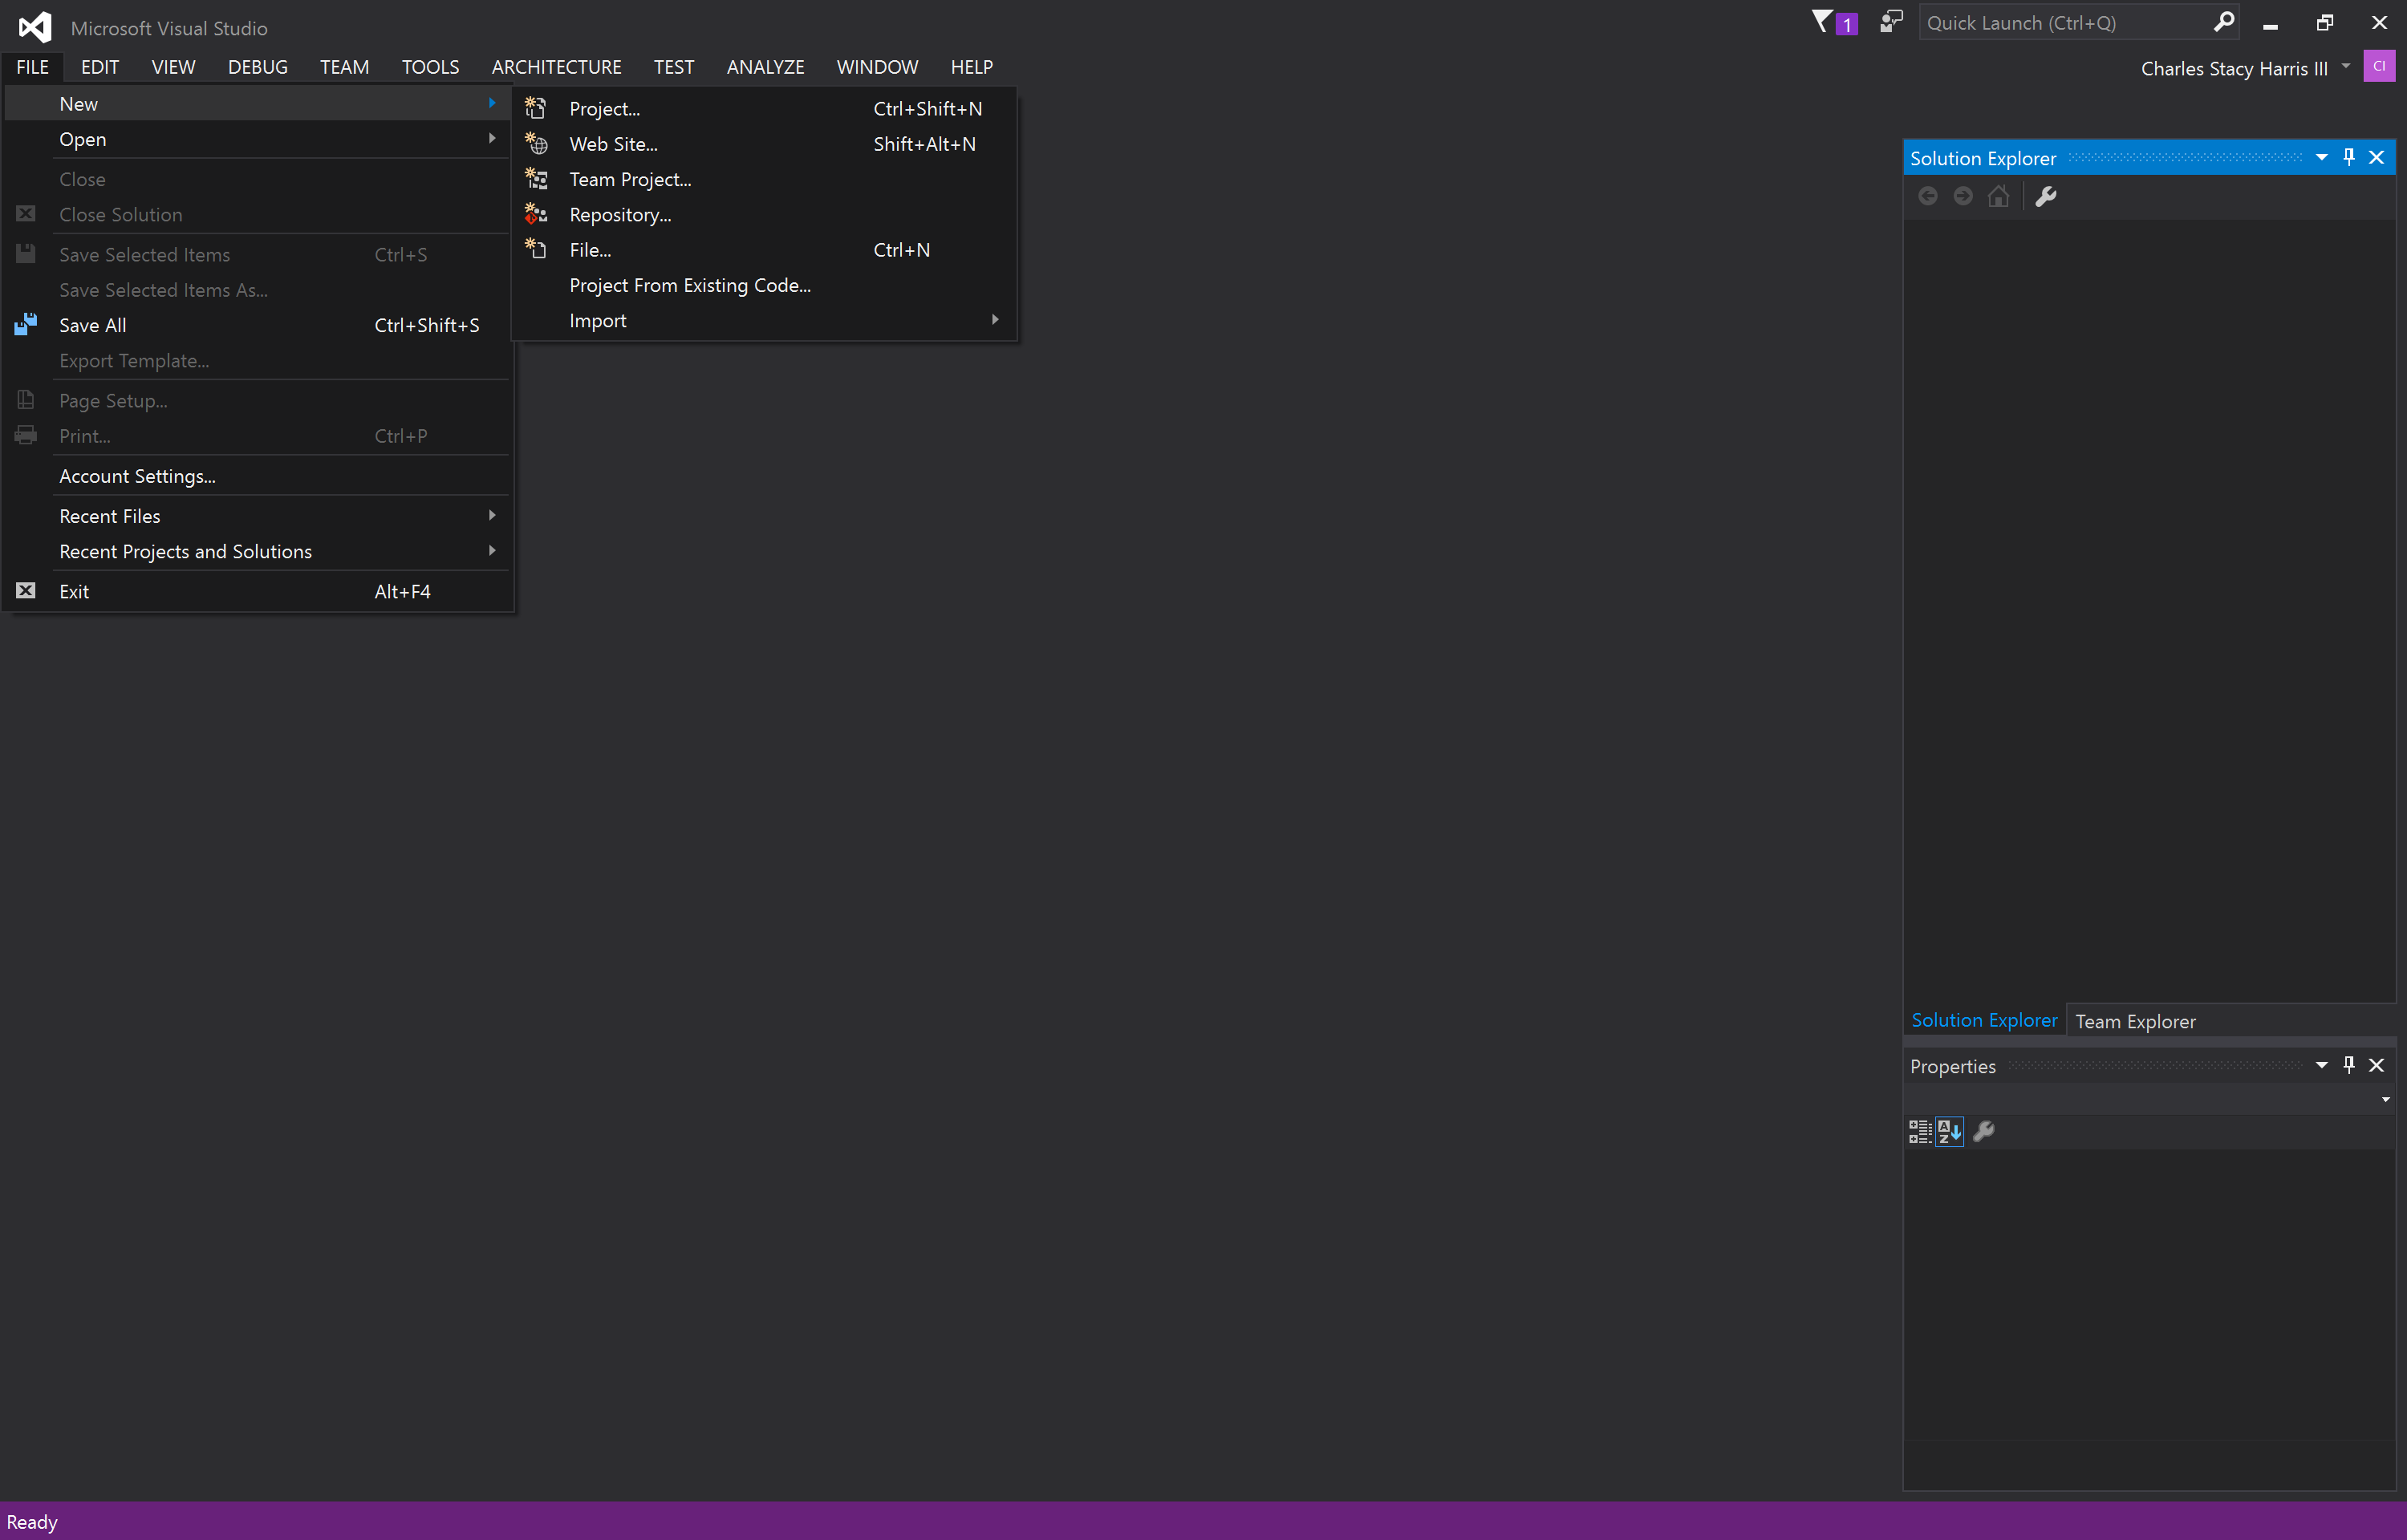 Microsoft Visual Studio
1
Quick Launch (Ctrl+Q)
FILE EDIT VIEW DEBUG TEAM TOOLS ARCHITECTURE TEST ANALYZE WINDOW HELP
Charles Stacy Harris III
CI
New
Open
Close
Close Solution
Save Selected Items Ctrl+S
Save Selected Items As...
Save All Ctrl+Shift+S
Export Template...
Page Setup...
Print... Ctrl+P
Account Settings...
Recent Files
Recent Projects and Solutions
Exit Alt+F4
Project... Ctrl+Shift+N
Web Site... Shift+Alt+N
Team Project...
Repository...
File... Ctrl+N
Project From Existing Code...
Import
Solution Explorer
Solution Explorer Team Explorer
Properties
A
Z
Ready